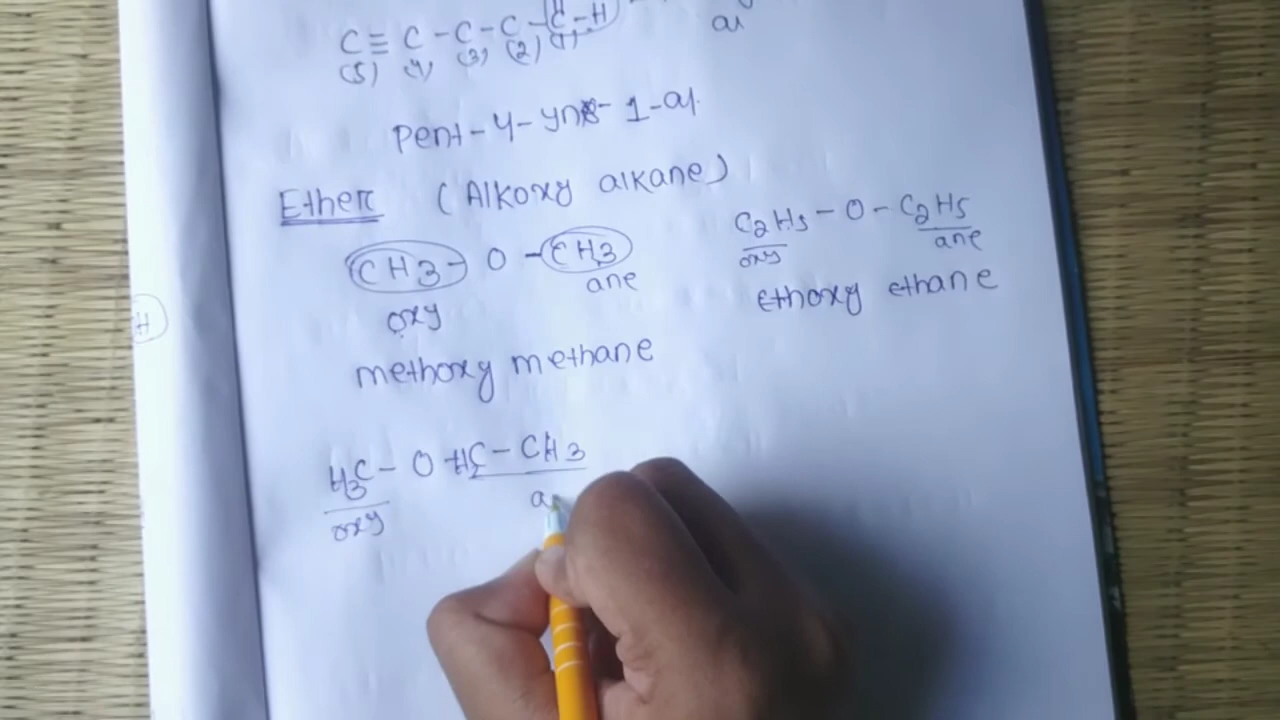 C ≡ C - C - C - C - H
(5) (4) (3) (2) (1)
al
Pent - 4 - yn - 1 - al.
Ether (Alkoxy alkane)
CH3 - O - CH3
oxy ane
methoxy methane
C2H5 - O - C2H5
oxy ane
Ethoxy ethane
H
H3C - O - H2C - CH3
oxy a